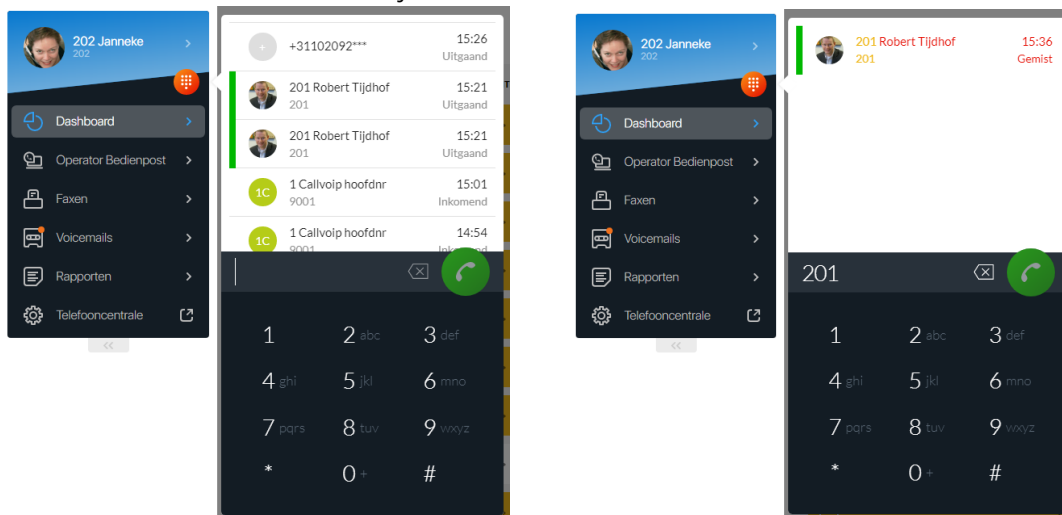 202 Janneke
202
Dashboard
Operator Bedienpost
Faxen
Voicemails
Rapporten
Telefooncentrale
<<
+31102092*** 15:26
Uitgaand
201 Robert Tijdhof 15:21
201 Uitgaand
201 Robert Tijdhof 15:21
201 Uitgaand
1C 1 Callvoip hoofdnr 15:01
9001 Inkomend
1C 1 Callvoip hoofdnr 14:54
9001 Inkomend
1 2 abc 3 def
4 ghi 5 jkl 6 mno
7 pqrs 8 tuv 9 wxyz
* 0 + #
202 Janneke
202
Dashboard
Operator Bedienpost
Faxen
Voicemails
Rapporten
Telefooncentrale
<<
201 Robert Tijdhof 15:36
201 Gemist
201
1 2 abc 3 def
4 ghi 5 jkl 6 mno
7 pqrs 8 tuv 9 wxyz
* 0 + #